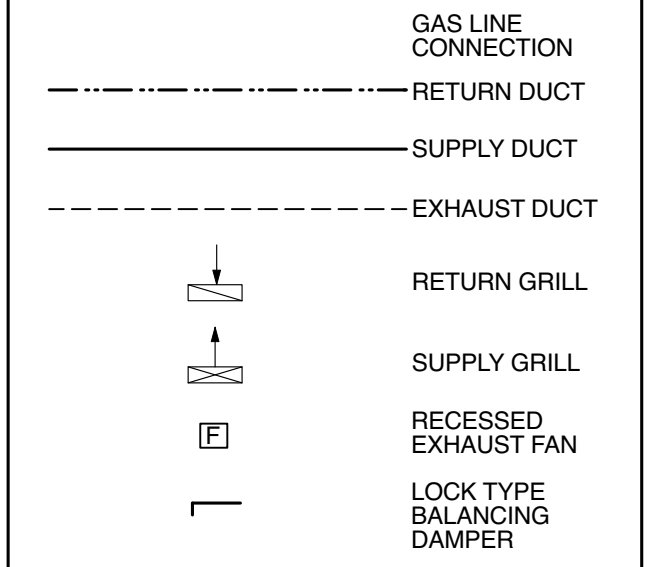 GAS LINE
CONNECTION
RETURN DUCT
SUPPLY DUCT
EXHAUST DUCT
RETURN GRILL
SUPPLY GRILL
F
RECESSED
EXHAUST FAN
LOCK TYPE
BALANCING
DAMPER